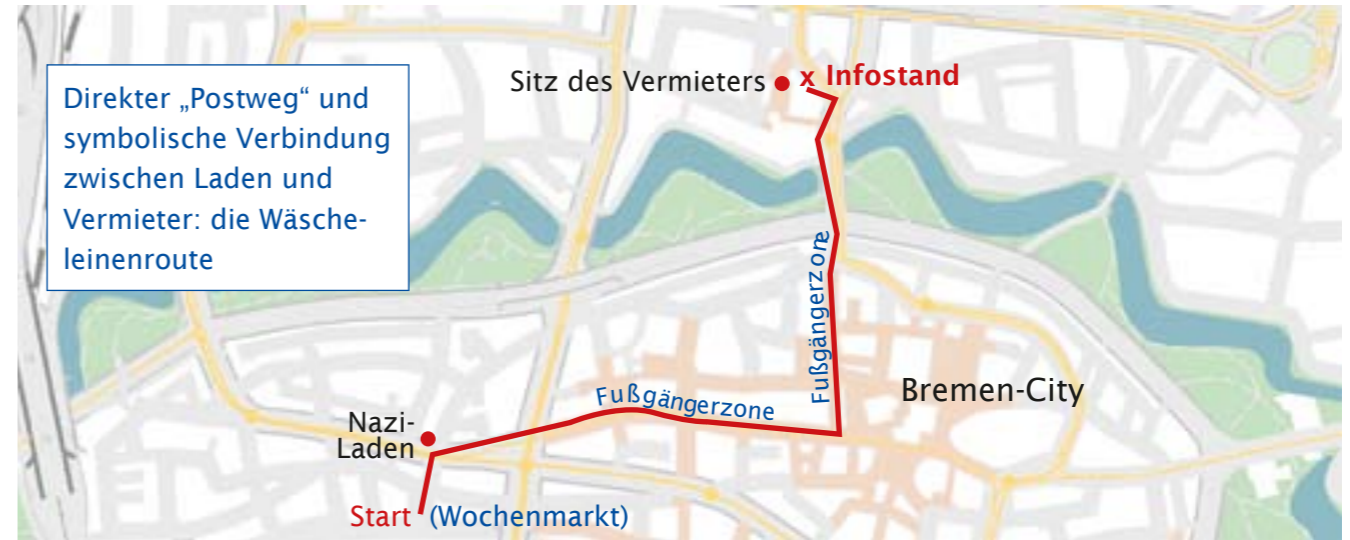 Direkter „Postweg“ und
symbolische Verbindung
zwischen Laden und
Vermieter: die Wäsche-
leinenroute
Sitz des Vermieters
x Infostand
Fußgängerzone
Fußgängerzone
Bremen-City
Nazi-
Laden
Start (Wochenmarkt)